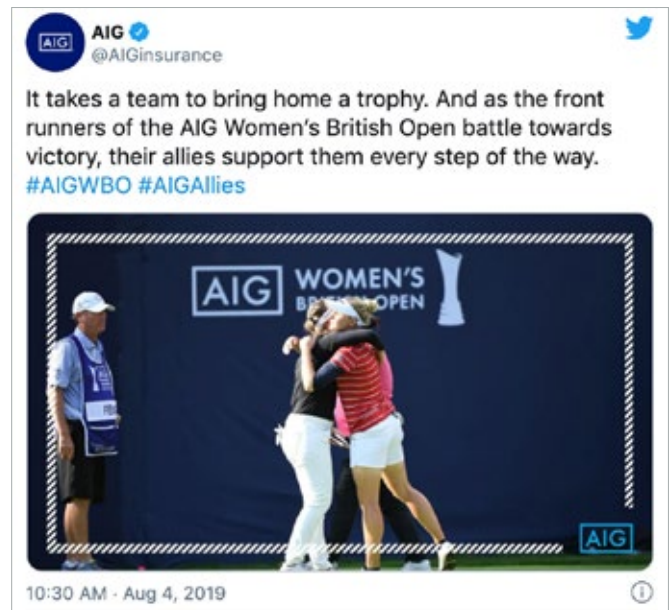 AIG
AIG
@AIGinsurance
It takes a team to bring home a trophy. And as the front
runners of the AIG Women's British Open battle towards
victory, their allies support them every step of the way.
#AIGWBO #AIGAllies
AIG
WOMEN'S
BRITISH OPEN
AIG
10:30 AM · Aug 4, 2019